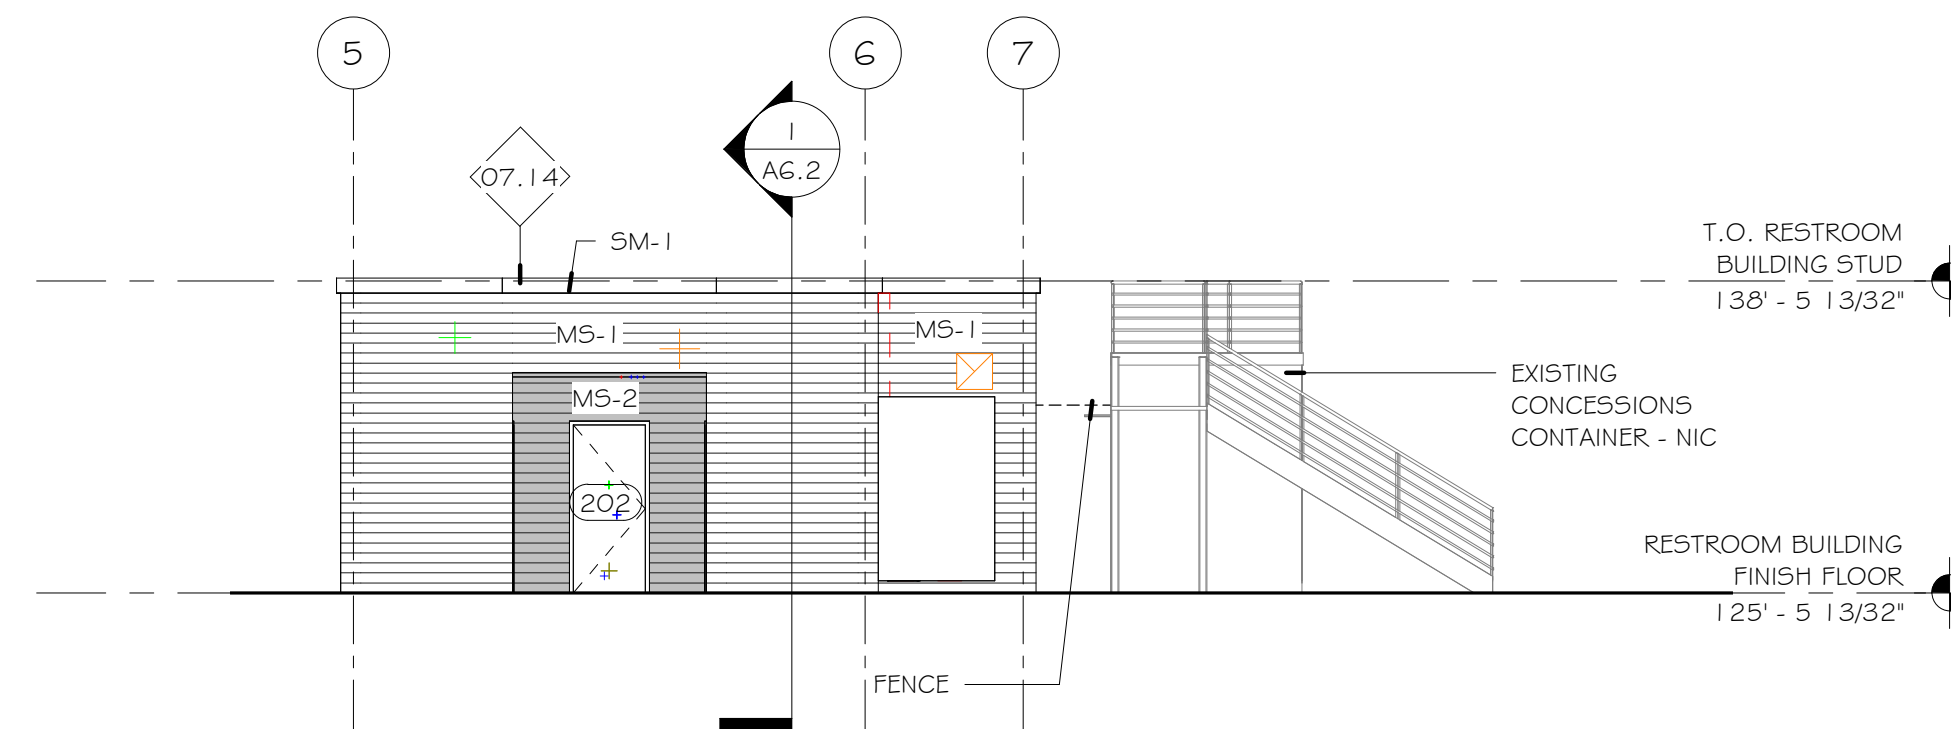 5
6
7
1
A6.2
07.14
SM-1
T.O. RESTROOM
BUILDING STUD
138' - 5 13/32"
MS-1
MS-1
MS-2
EXISTING
CONCESSIONS
CONTAINER - NIC
202
RESTROOM BUILDING
FINISH FLOOR
125' - 5 13/32"
FENCE